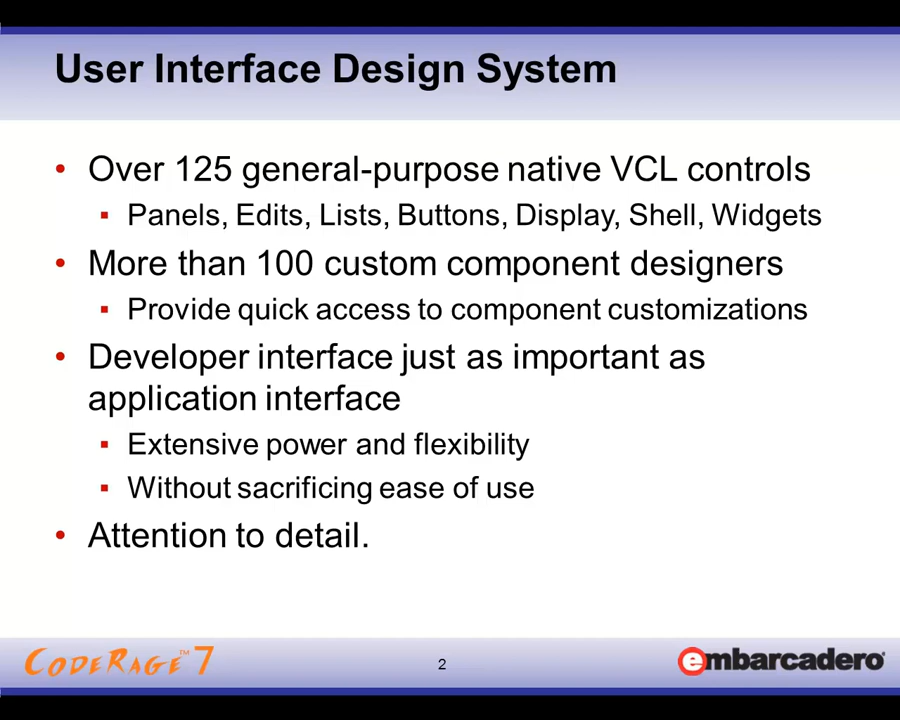 User Interface Design System
• Over 125 general-purpose native VCL controls
▪ Panels, Edits, Lists, Buttons, Display, Shell, Widgets
• More than 100 custom component designers
▪ Provide quick access to component customizations
• Developer interface just as important as
application interface
▪ Extensive power and flexibility
▪ Without sacrificing ease of use
• Attention to detail.
CODERAGE™ 7
2
embarcadero®